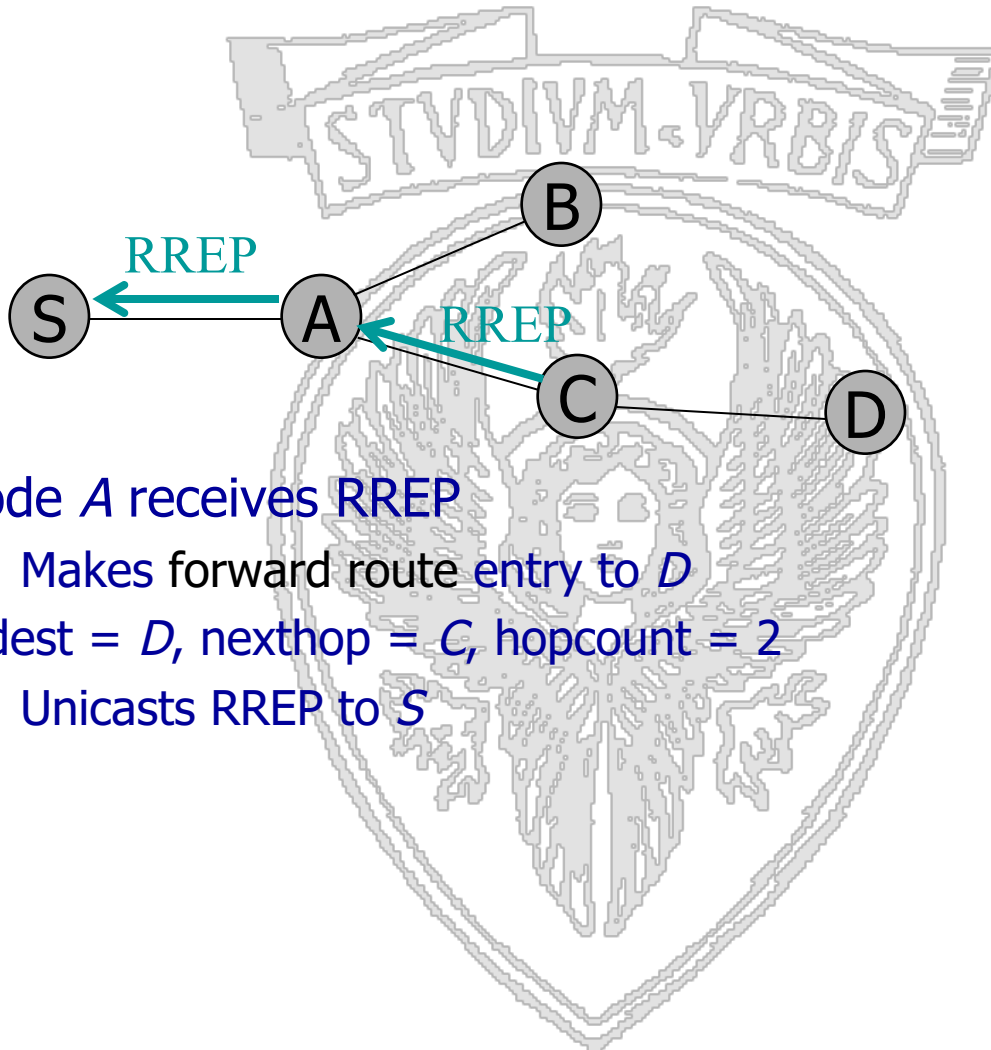 STVDIVM VRBIS
B
RREP
S
A
RREP
C
D
ode A receives RREP
Makes forward route entry to D
dest = D, nexthop = C, hopcount = 2
Unicasts RREP to S